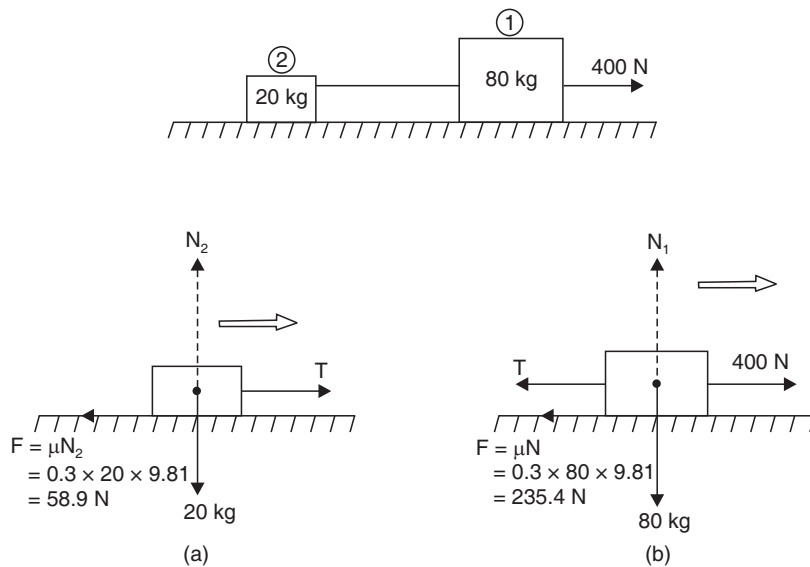 ①
②
400 N
80 kg
20 kg
N₂
N₁
T
T
400 N
F = μN₂
= 0.3 × 20 × 9.81
= 58.9 N
20 kg
F = μN
= 0.3 × 80 × 9.81
= 235.4 N
80 kg
(a)
(b)